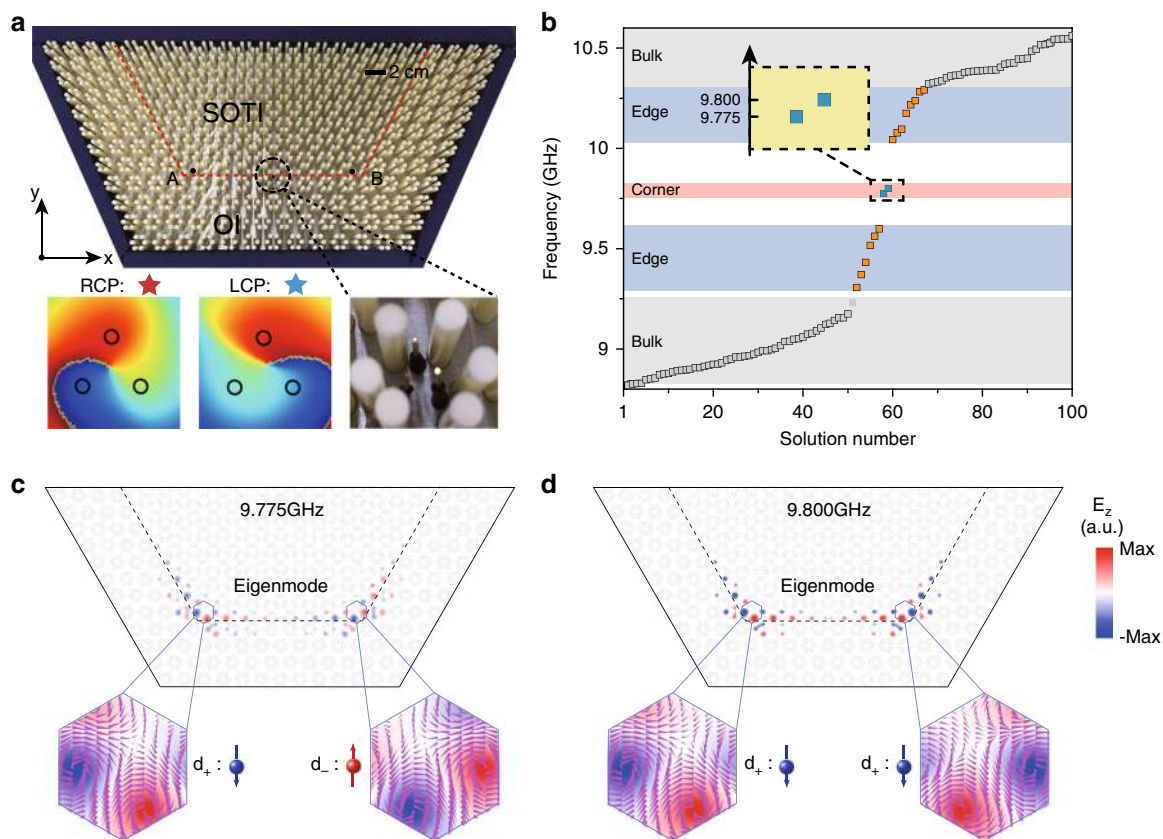 a
2 cm
SOTI
A
B
OI
y
x
RCP:
LCP:
b
10.5
10
9.5
9
Frequency (GHz)
Bulk
Edge
9.800
9.775
Corner
Edge
Bulk
1
20
40
60
80
100
Solution number
c
9.775GHz
Eigenmode
d₊ :
d₋ :
d
9.800GHz
Eigenmode
d₊ :
d₊ :
E_z
(a.u.)
Max
-Max